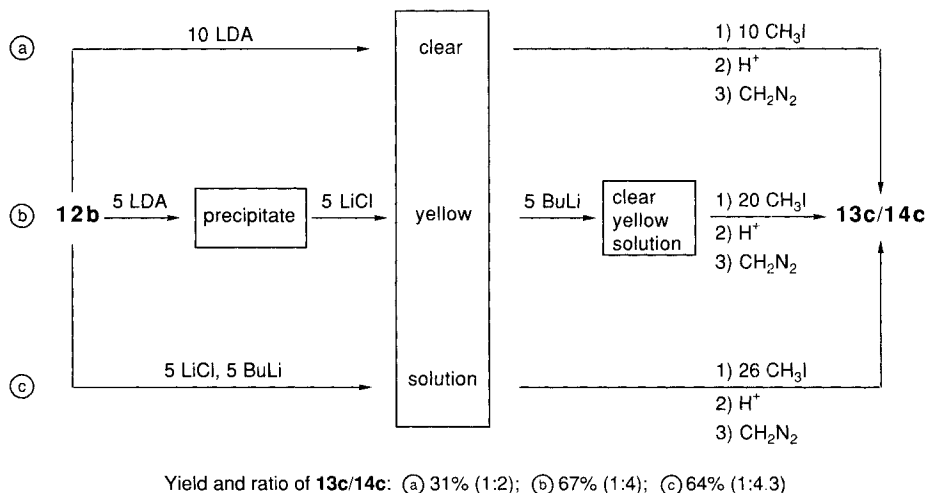 ⓐ 10 LDA clear 1) 10 CH₃I
2) H⁺
3) CH₂N₂
ⓑ 12b 5 LDA precipitate 5 LiCl yellow 5 BuLi clear yellow solution 1) 20 CH₃I 13c/14c
2) H⁺
3) CH₂N₂
ⓒ 5 LiCl, 5 BuLi solution 1) 26 CH₃I
2) H⁺
3) CH₂N₂
Yield and ratio of 13c/14c: ⓐ 31% (1:2); ⓑ 67% (1:4); ⓒ 64% (1:4.3)